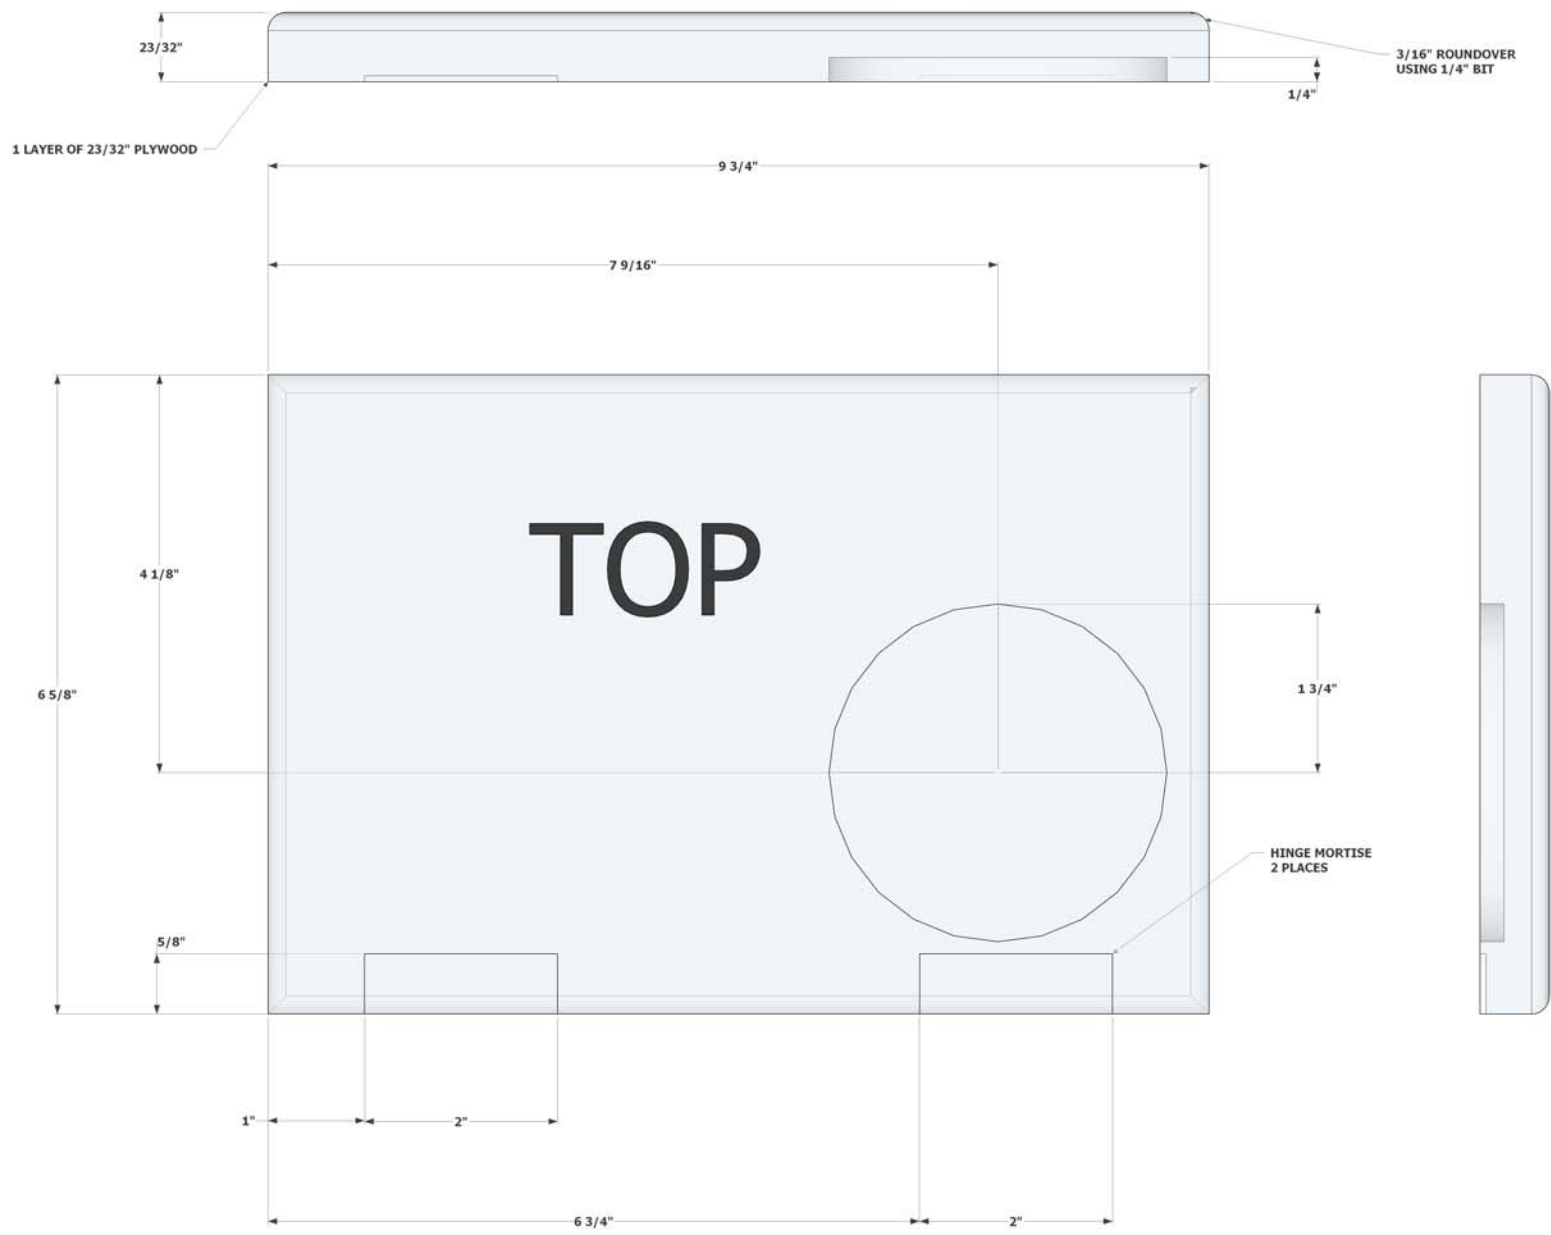 23/32"
3/16" ROUNDOVER
USING 1/4" BIT
1/4"
1 LAYER OF 23/32" PLYWOOD
9 3/4"
7 9/16"
TOP
4 1/8"
6 5/8"
1 3/4"
HINGE MORTISE
2 PLACES
5/8"
1"
2"
6 3/4"
2"